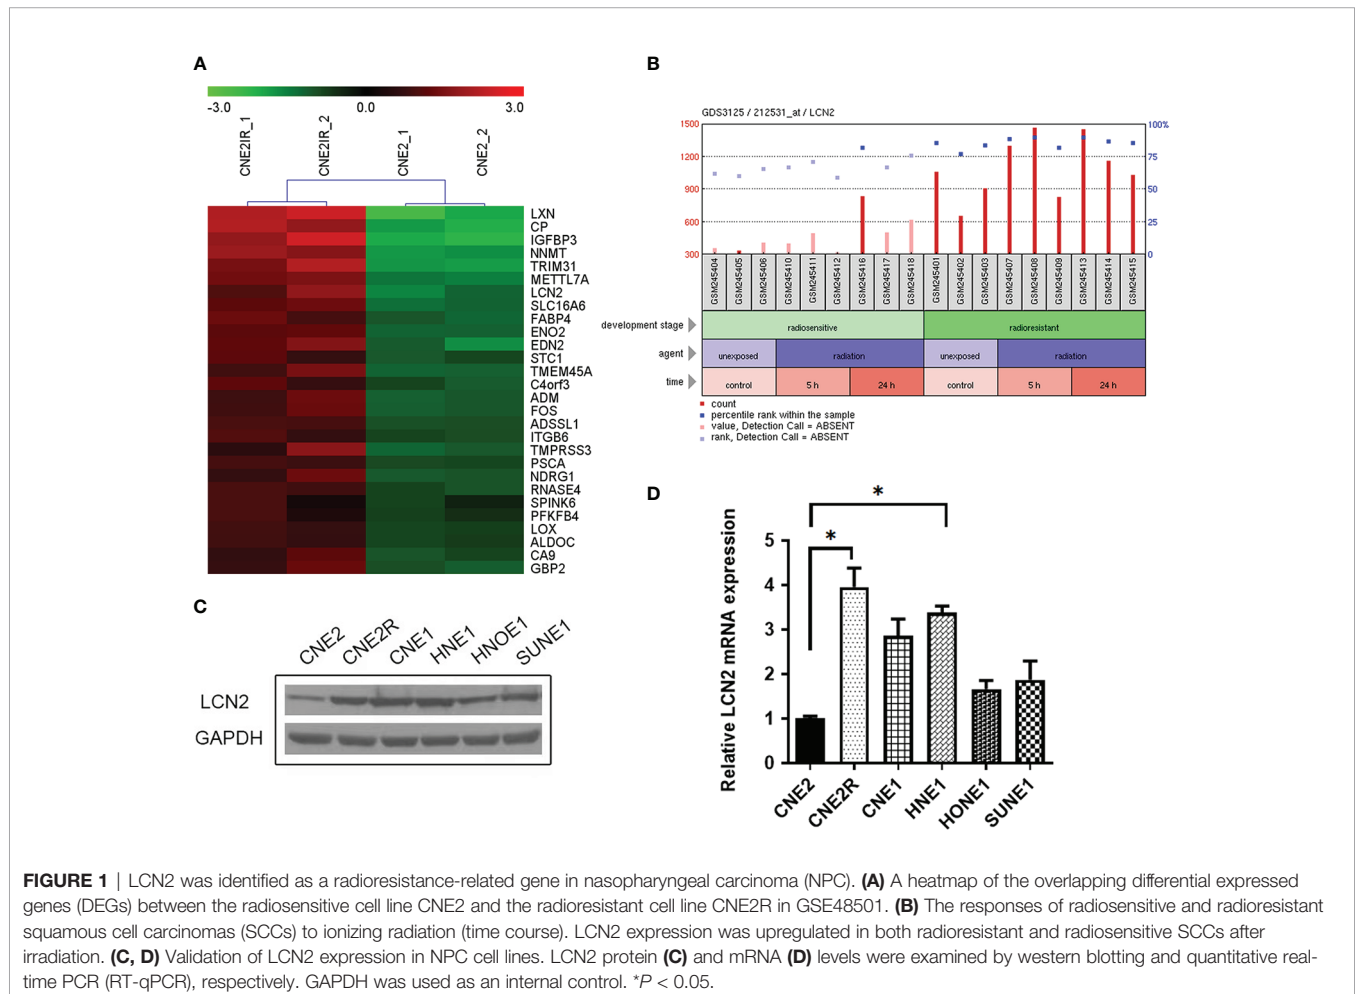 A
-3.0 0.0 3.0
CNE2IR_1
CNE2IR_2
CNE2_1
CNE2_2
LXN
CP
IGFBP3
NNMT
TRIM31
METTL7A
LCN2
SLC16A6
FABP4
ENO2
EDN2
STC1
TMEM45A
C4orf3
ADM
FOS
ADSSL1
ITGB6
TMPRSS3
PSCA
NDRG1
RNASE4
SPINK6
PFKFB4
LOX
ALDOC
CA9
GBP2
B
GDS3125 / 212531_at / LCN2
1500 100%
1200 75
900 50
600 25
300 0
GSM245404
GSM245405
GSM245406
GSM245410
GSM245411
GSM245412
GSM245416
GSM245417
GSM245418
GSM245401
GSM245402
GSM245403
GSM245407
GSM245408
GSM245409
GSM245413
GSM245414
GSM245415
development stage radiosensitive radioresistant
agent unexposed radiation unexposed radiation
time control 5 h 24 h control 5 h 24 h
count
percentile rank within the sample
value, Detection Call = ABSENT
rank, Detection Call = ABSENT
C
CNE2 CNE2R CNE1 HNE1 HNOE1 SUNE1
LCN2
GAPDH
D
Relative LCN2 mRNA expression
*
*
5
4
3
2
1
0
CNE2 CNE2R CNE1 HNE1 HONE1 SUNE1
FIGURE 1 | LCN2 was identified as a radioresistance-related gene in nasopharyngeal carcinoma (NPC). (A) A heatmap of the overlapping differential expressed
genes (DEGs) between the radiosensitive cell line CNE2 and the radioresistant cell line CNE2R in GSE48501. (B) The responses of radiosensitive and radioresistant
squamous cell carcinomas (SCCs) to ionizing radiation (time course). LCN2 expression was upregulated in both radioresistant and radiosensitive SCCs after
irradiation. (C, D) Validation of LCN2 expression in NPC cell lines. LCN2 protein (C) and mRNA (D) levels were examined by western blotting and quantitative real-
time PCR (RT-qPCR), respectively. GAPDH was used as an internal control. *P < 0.05.